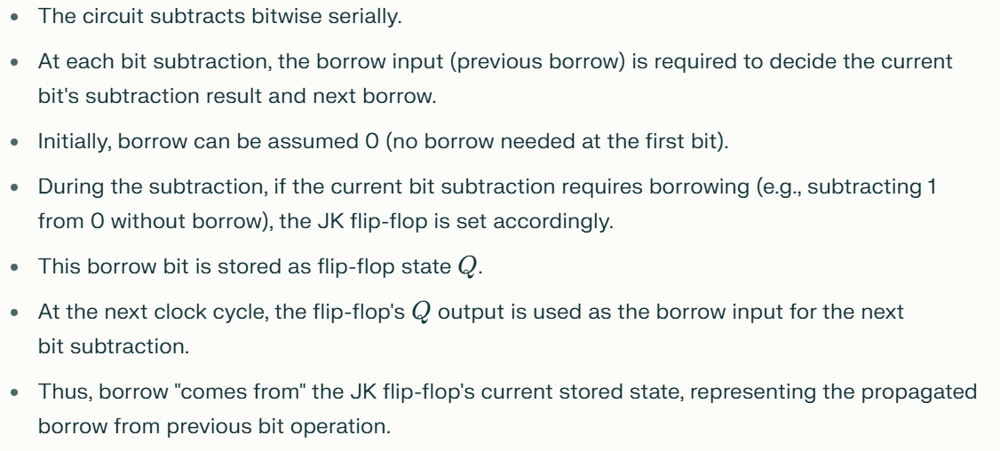 • The circuit subtracts bitwise serially.
• At each bit subtraction, the borrow input (previous borrow) is required to decide the current
bit's subtraction result and next borrow.
• Initially, borrow can be assumed 0 (no borrow needed at the first bit).
• During the subtraction, if the current bit subtraction requires borrowing (e.g., subtracting 1
from 0 without borrow), the JK flip-flop is set accordingly.
• This borrow bit is stored as flip-flop state Q.
• At the next clock cycle, the flip-flop's Q output is used as the borrow input for the next
bit subtraction.
• Thus, borrow "comes from" the JK flip-flop's current stored state, representing the propagated
borrow from previous bit operation.